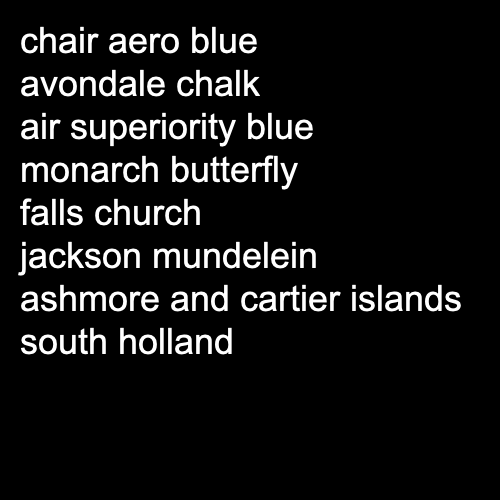 chair aero blue
avondale chalk
air superiority blue
monarch butterfly
falls church
jackson mundelein
ashmore and cartier islands
south holland